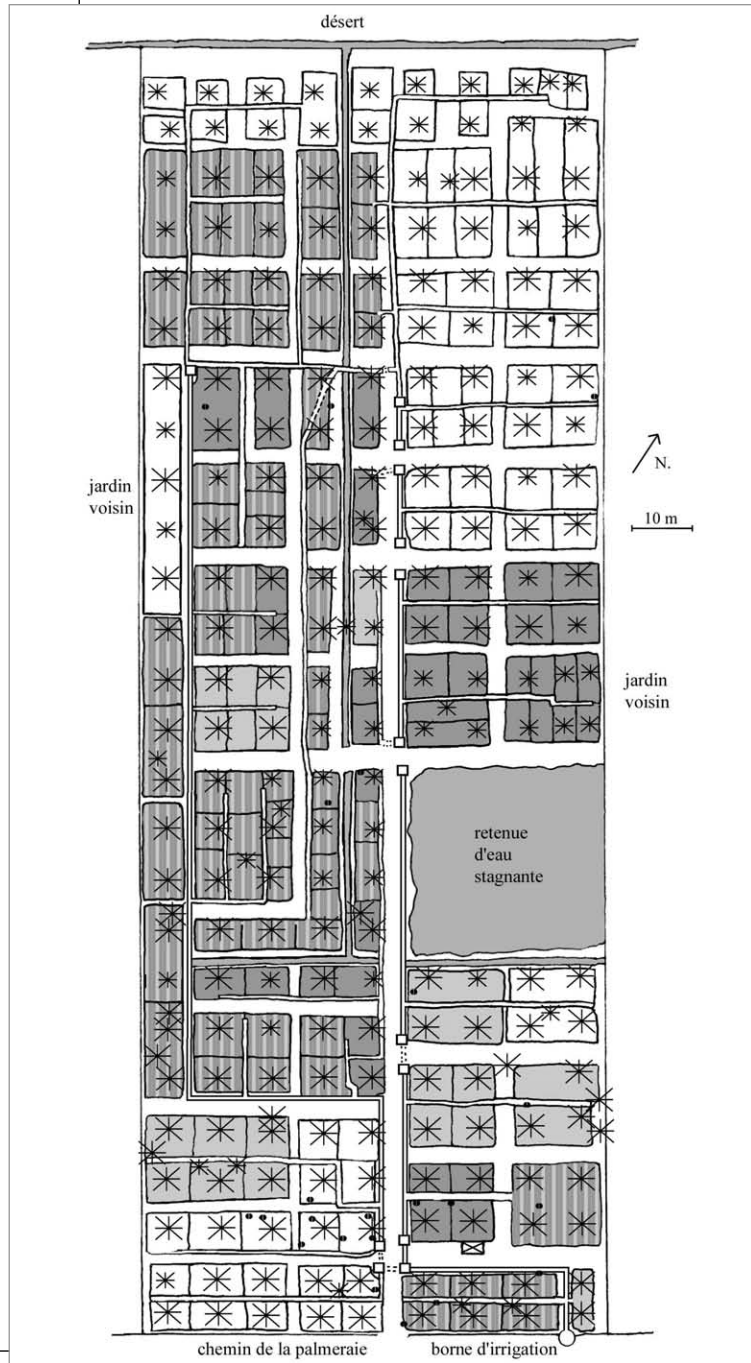 désert
jardin
voisin
N.
10 m
jardin
voisin
retenue
d'eau
stagnante
chemin de la palmeraie
borne d'irrigation